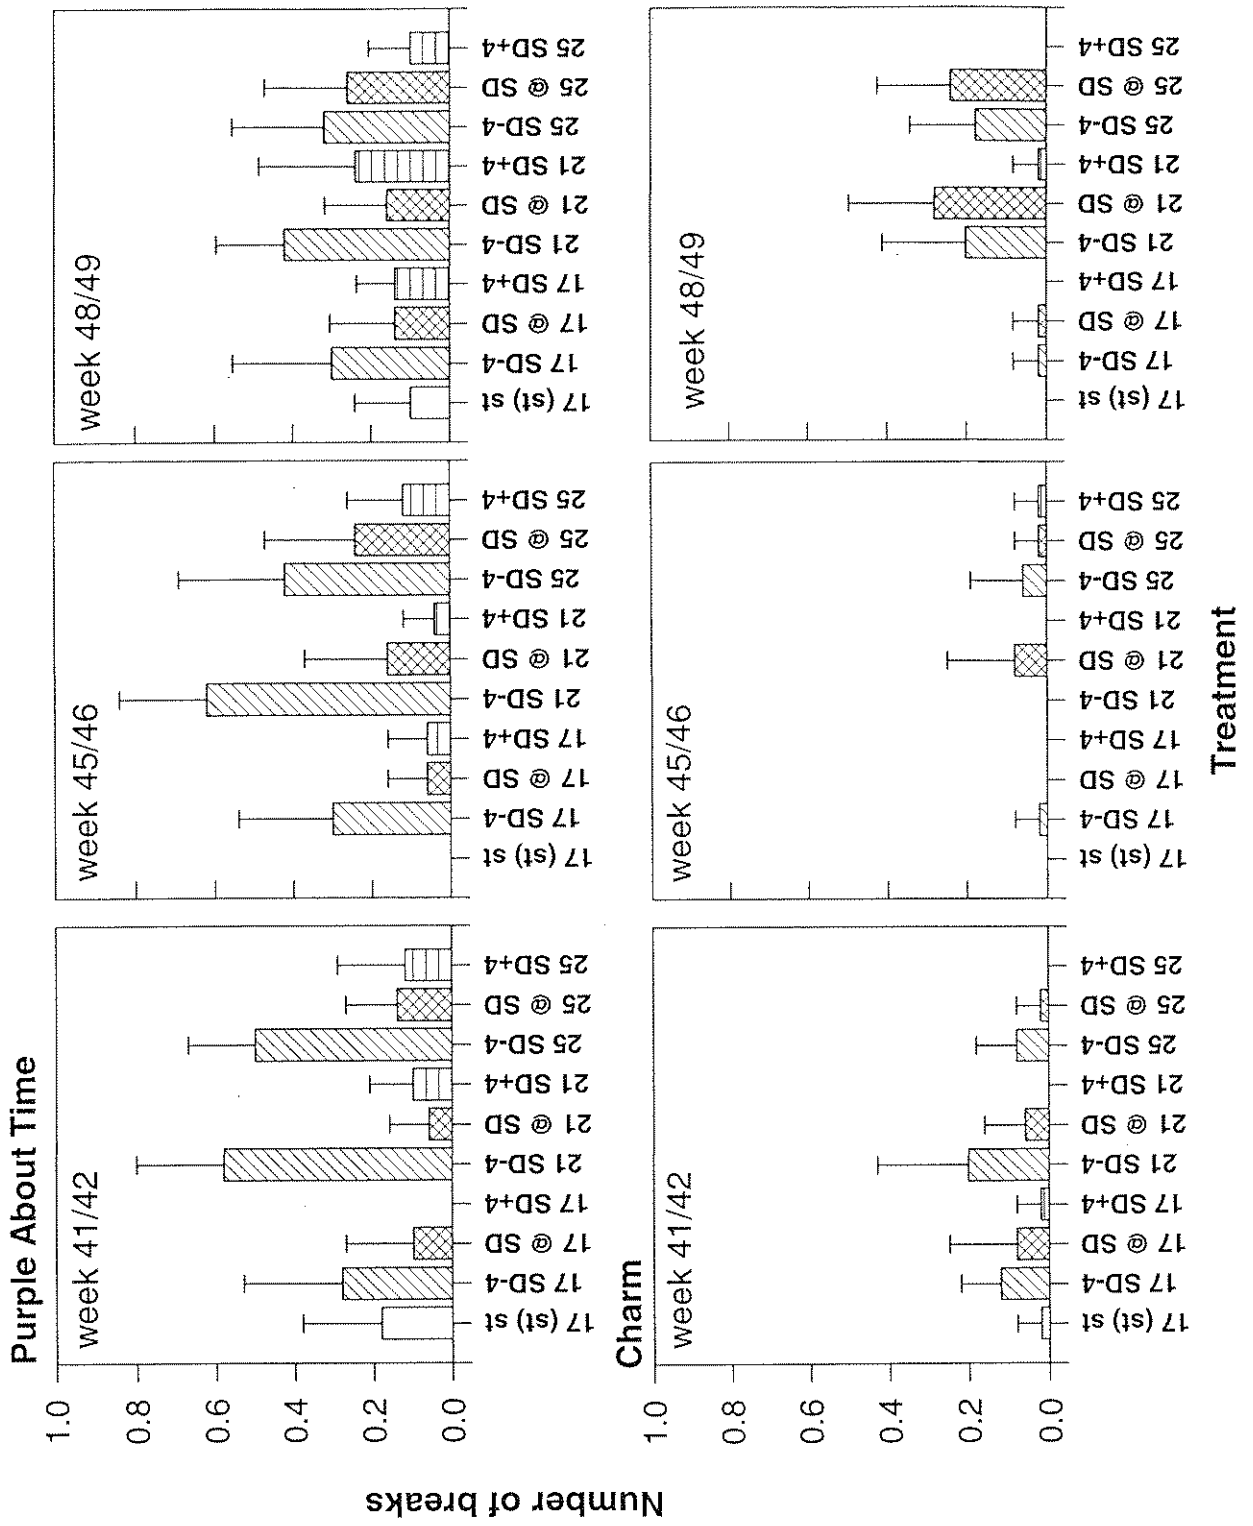 Purple About Time
week 41/42
week 45/46
week 48/49
1.0
0.8
0.6
0.4
0.2
0.0
17 (st) st
17 SD-4
17 @ SD
17 SD+4
21 SD-4
21 @ SD
21 SD+4
25 SD-4
25 @ SD
25 SD+4
17 (st) st
17 SD-4
17 @ SD
17 SD+4
21 SD-4
21 @ SD
21 SD+4
25 SD-4
25 @ SD
25 SD+4
17 (st) st
17 SD-4
17 @ SD
17 SD+4
21 SD-4
21 @ SD
21 SD+4
25 SD-4
25 @ SD
25 SD+4
Number of breaks
Charm
week 41/42
week 45/46
week 48/49
1.0
0.8
0.6
0.4
0.2
0.0
17 (st) st
17 SD-4
17 @ SD
17 SD+4
21 SD-4
21 @ SD
21 SD+4
25 SD-4
25 @ SD
25 SD+4
17 (st) st
17 SD-4
17 @ SD
17 SD+4
21 SD-4
21 @ SD
21 SD+4
25 SD-4
25 @ SD
25 SD+4
17 (st) st
17 SD-4
17 @ SD
17 SD+4
21 SD-4
21 @ SD
21 SD+4
25 SD-4
25 @ SD
25 SD+4
Treatment